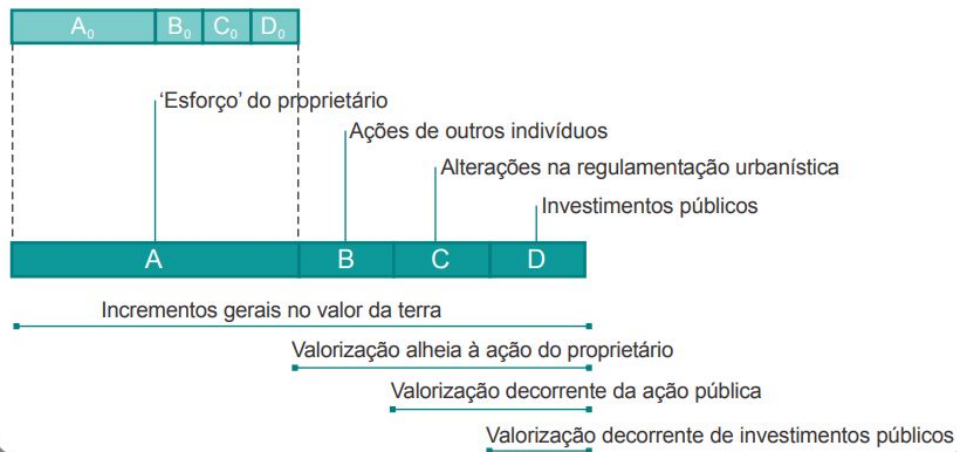 A₀ B₀ C₀ D₀
'Esforço' do proprietário
Ações de outros indivíduos
Alterações na regulamentação urbanística
Investimentos públicos
A B C D
Incrementos gerais no valor da terra
Valorização alheia à ação do proprietário
Valorização decorrente da ação pública
Valorização decorrente de investimentos públicos